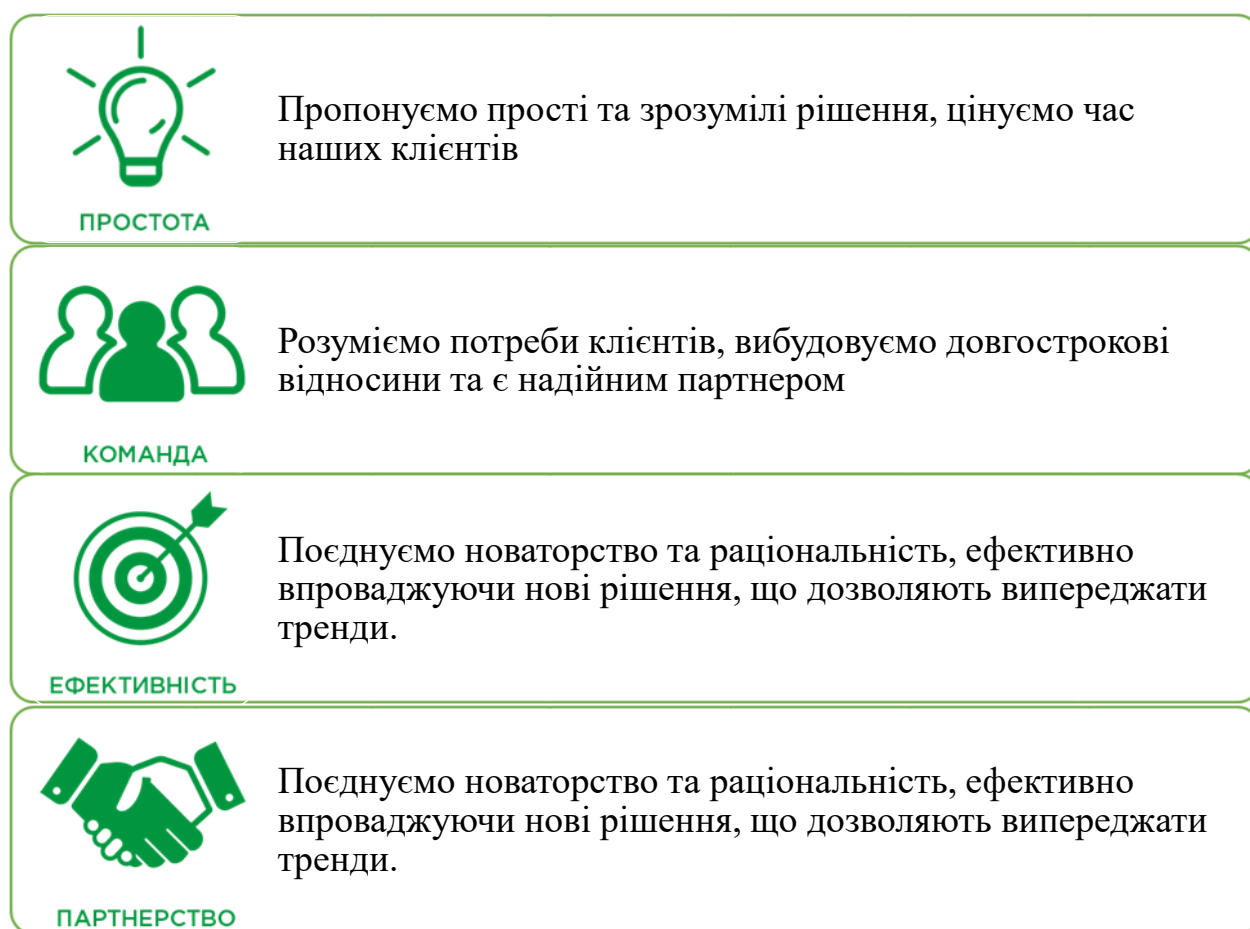 Пропонуємо прості та зрозумілі рішення, цінуємо час
наших клієнтів
ПРОСТОТА
Розуміємо потреби клієнтів, вибудовуємо довгострокові
відносини та є надійним партнером
КОМАНДА
Поєднуємо новаторство та раціональність, ефективно
впроваджуючи нові рішення, що дозволяють випереджати
тренди.
ЕФЕКТИВНІСТЬ
Поєднуємо новаторство та раціональність, ефективно
впроваджуючи нові рішення, що дозволяють випереджати
тренди.
ПАРТНЕРСТВО